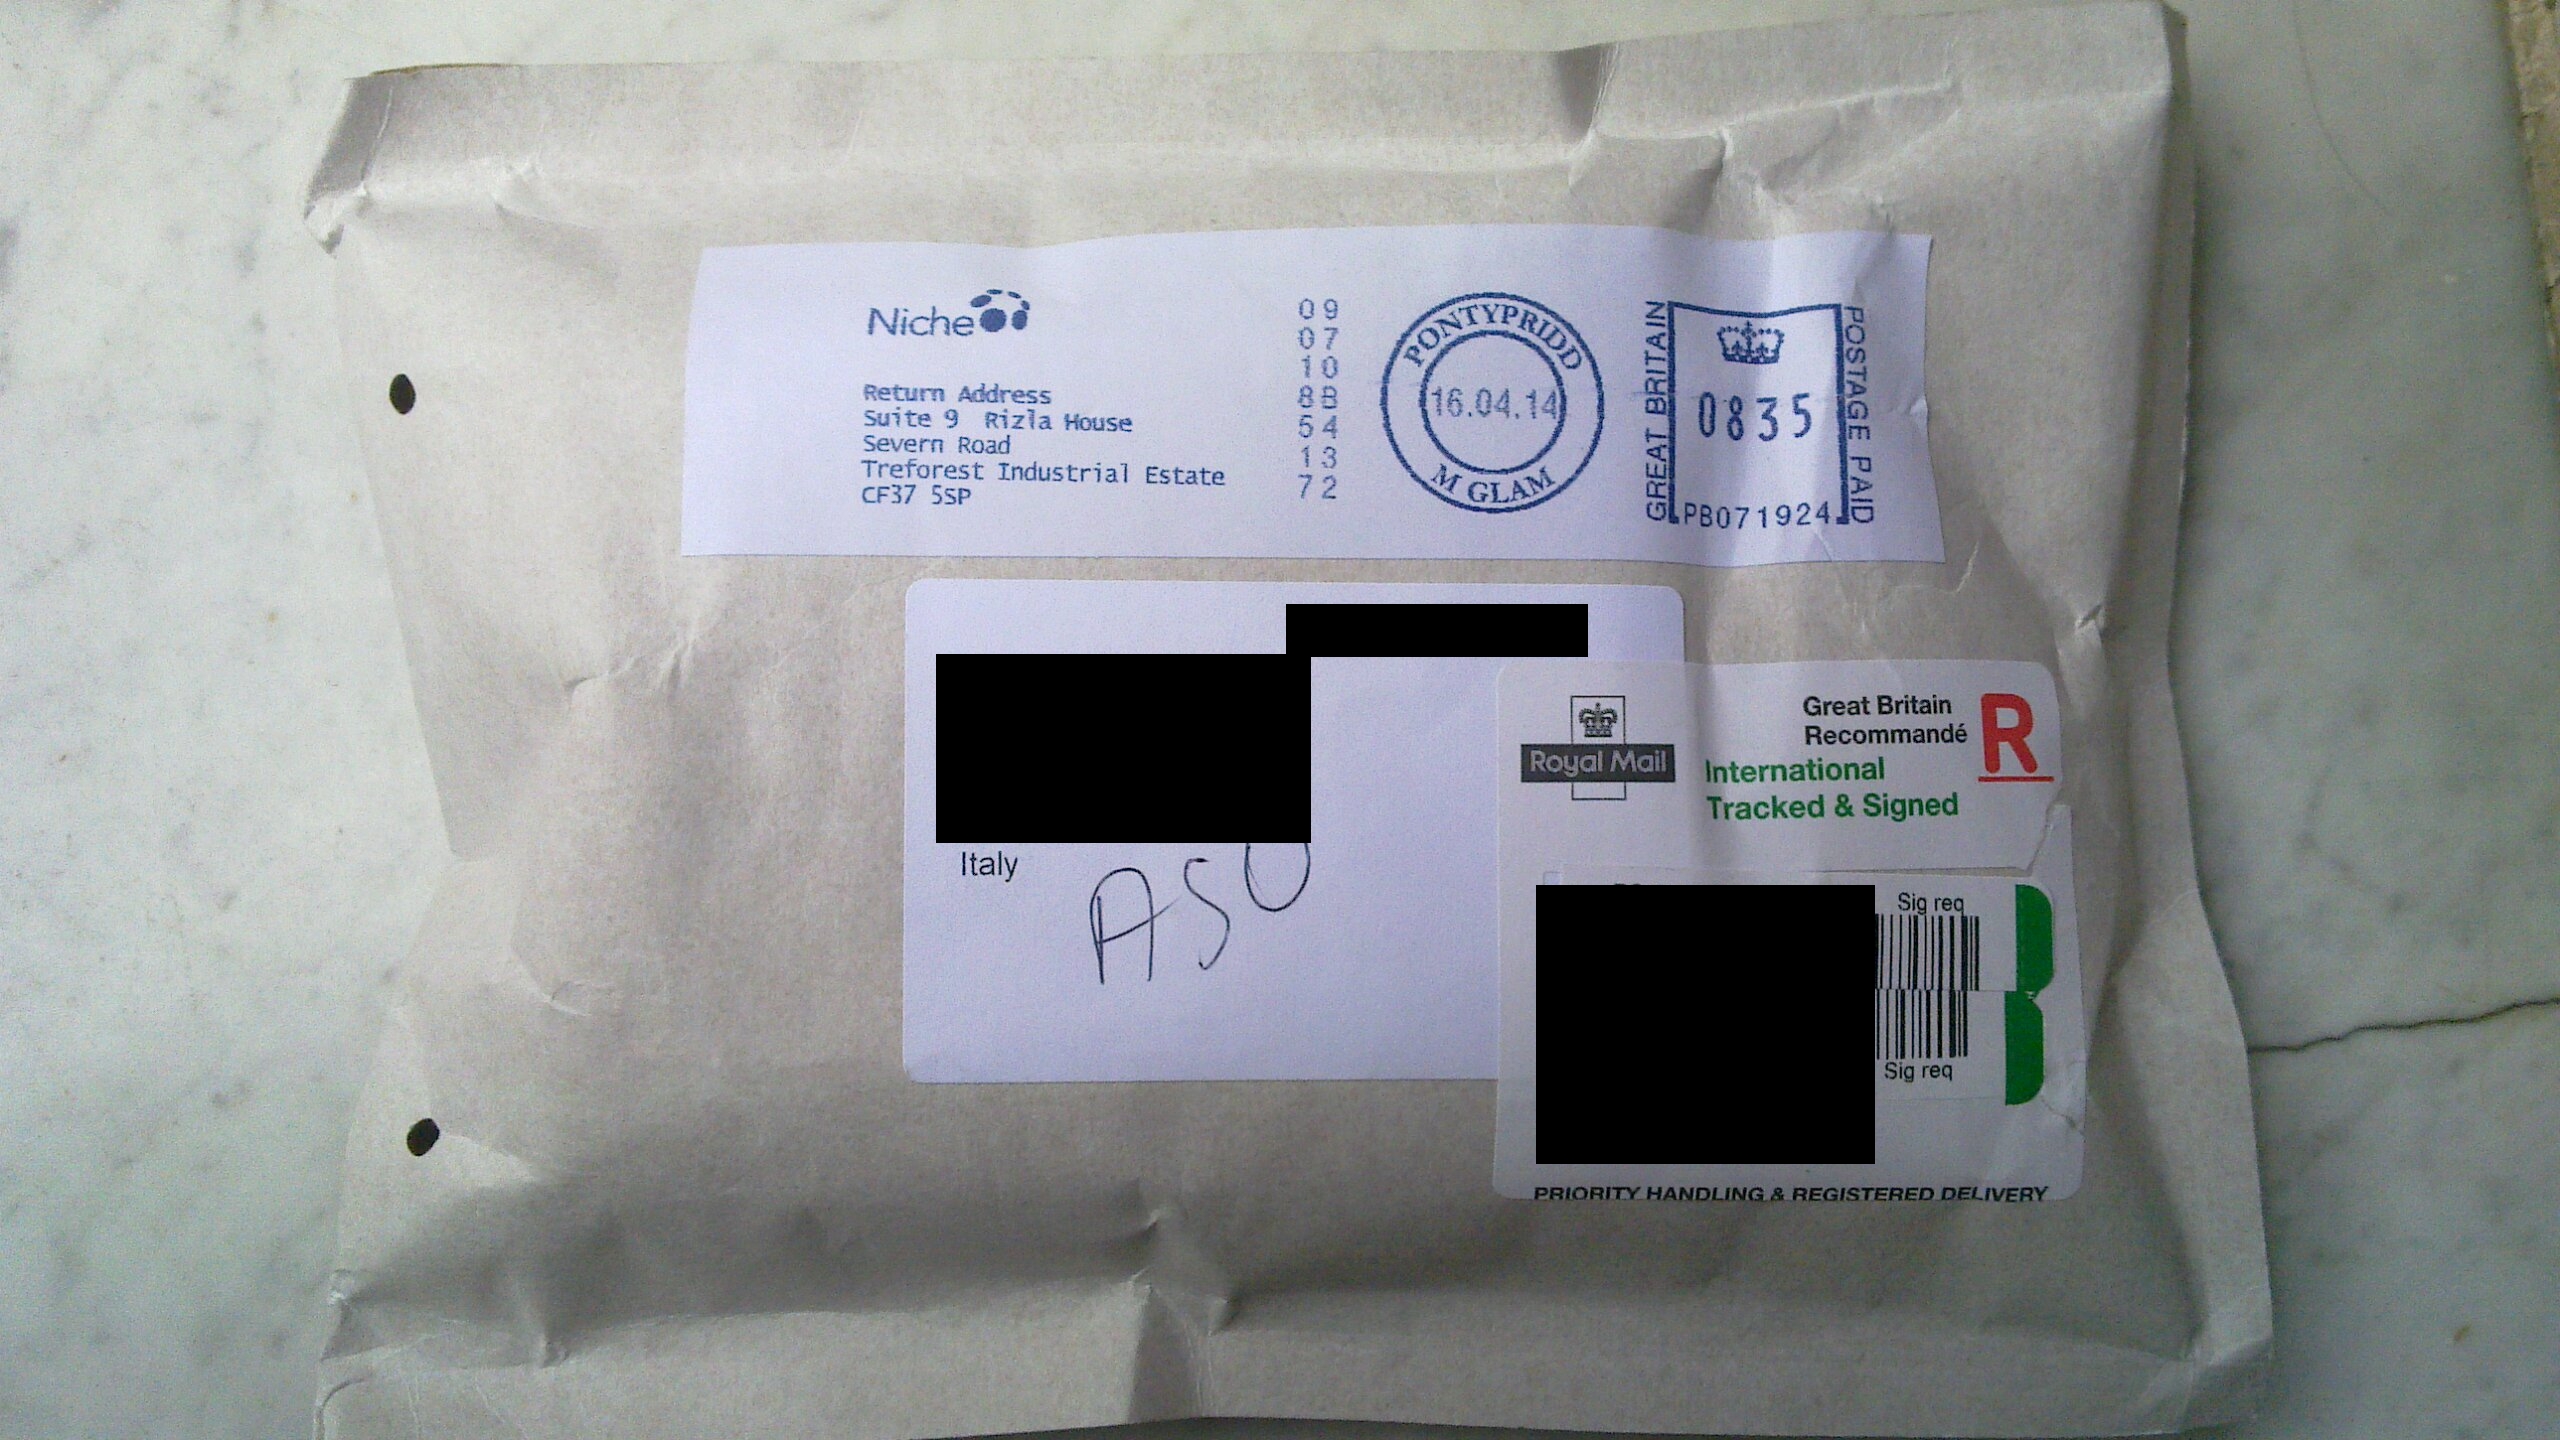 Niche
Return Address
Suite 9 Rizla House
Severn Road
Treforest Industrial Estate
CF37 5SP
09
07
10
8B
54
13
72
PONTYPRIDD
16.04.14
M GLAM
GREAT BRITAIN
0835
PB071924
POSTAGE PAID
Italy
Royal Mail
Great Britain
Recommandé
R
International
Tracked & Signed
Sig req
Sig req
PRIORITY HANDLING & REGISTERED DELIVERY